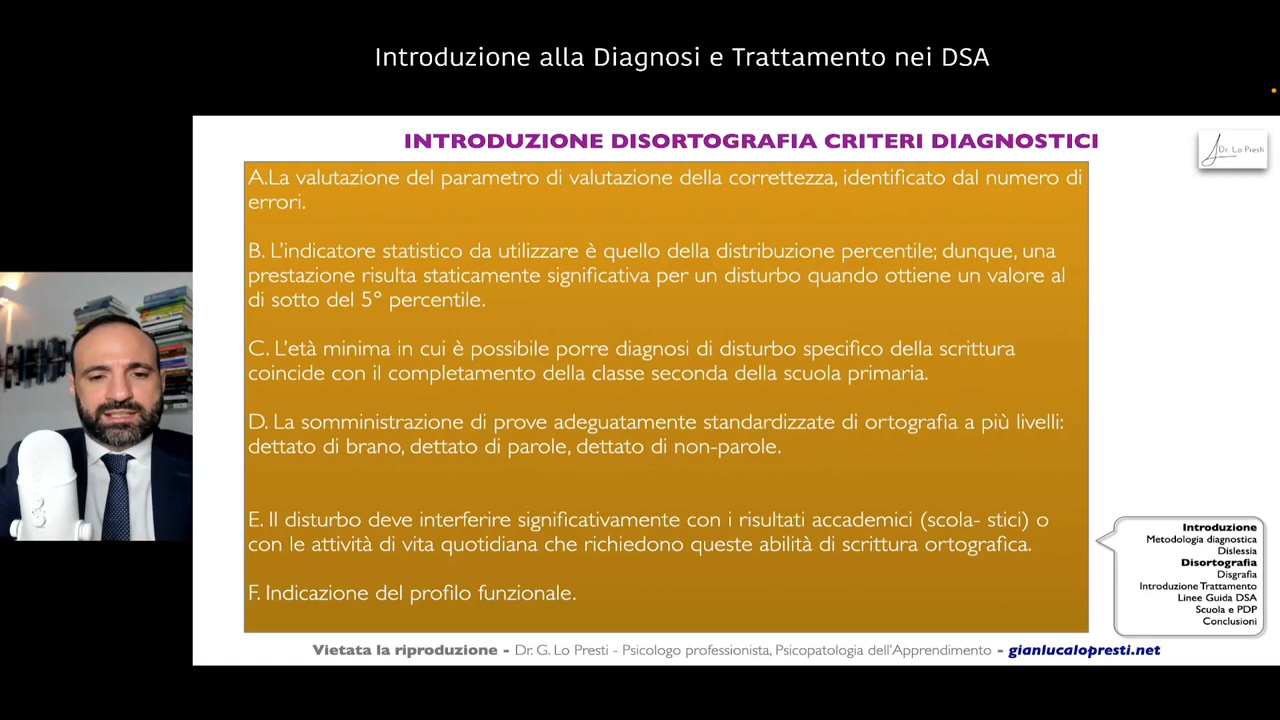 Introduzione alla Diagnosi e Trattamento nei DSA
INTRODUZIONE DISORTOGRAFIA CRITERI DIAGNOSTICI
Dr. Lo Presti
A.La valutazione del parametro di valutazione della correttezza, identificato dal numero di
errori.
B. L'indicatore statistico da utilizzare è quello della distribuzione percentile; dunque, una
prestazione risulta staticamente significativa per un disturbo quando ottiene un valore al
di sotto del 5° percentile.
C. L'età minima in cui è possibile porre diagnosi di disturbo specifico della scrittura
coincide con il completamento della classe seconda della scuola primaria.
D. La somministrazione di prove adeguatamente standardizzate di ortografia a più livelli:
dettato di brano, dettato di parole, dettato di non-parole.
E. Il disturbo deve interferire significativamente con i risultati accademici (scola- stici) o
con le attività di vita quotidiana che richiedono queste abilità di scrittura ortografica.
F. Indicazione del profilo funzionale.
Introduzione
Metodologia diagnostica
Dislessia
Disortografia
Disgrafia
Introduzione Trattamento
Linee Guida DSA
Scuola e PDP
Conclusioni
Vietata la riproduzione - Dr. G. Lo Presti - Psicologo professionista, Psicopatologia dell'Apprendimento - gianlucalopresti.net